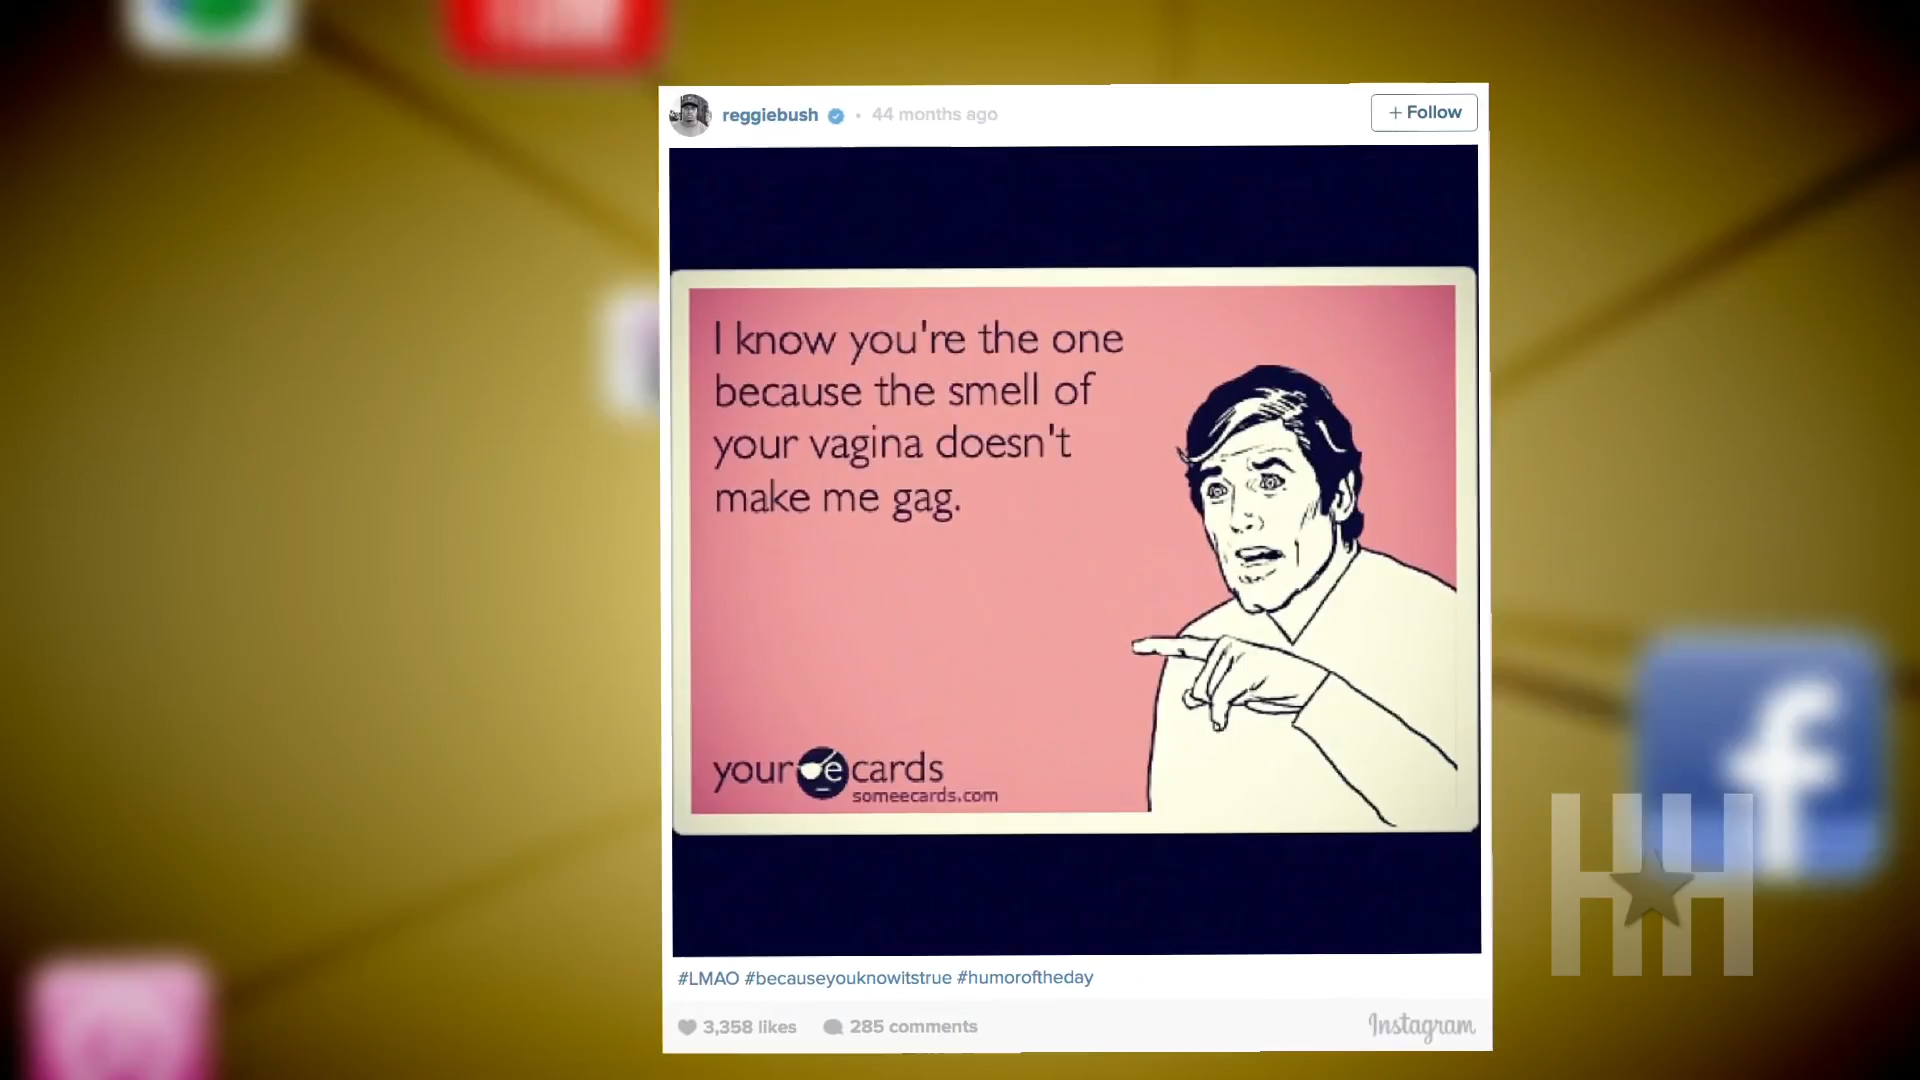 reggiebush • 44 months ago
+ Follow
I know you're the one
because the smell of
your vagina doesn't
make me gag.
your e cards
someecards.com
#LMAO #becauseyouknowitstrue #humoroftheday
3,358 likes 285 comments
Instagram
HH
f